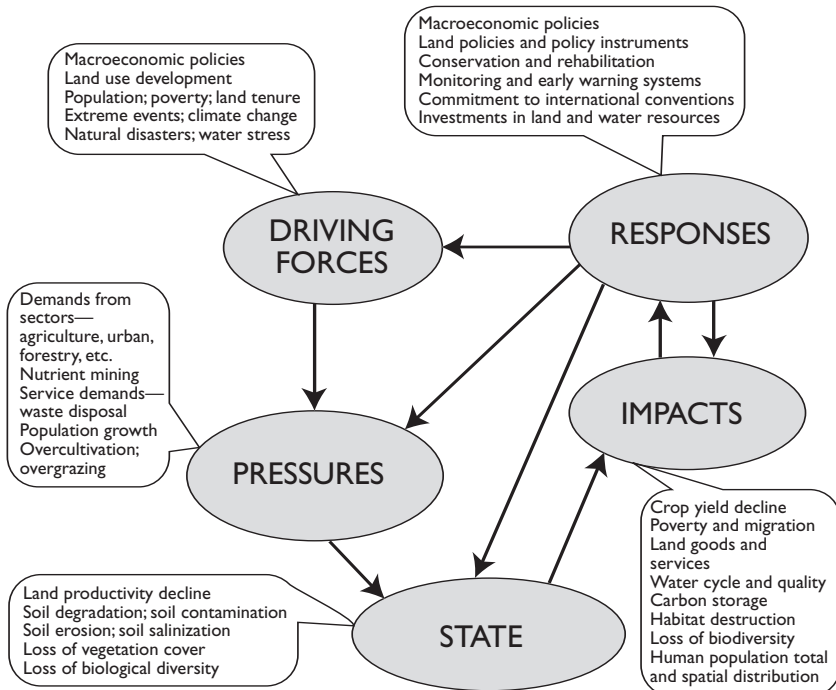 Macroeconomic policies
Land use development
Population; poverty; land tenure
Extreme events; climate change
Natural disasters; water stress
Macroeconomic policies
Land policies and policy instruments
Conservation and rehabilitation
Monitoring and early warning systems
Commitment to international conventions
Investments in land and water resources
DRIVING
FORCES
RESPONSES
Demands from
sectors—
agriculture, urban,
forestry, etc.
Nutrient mining
Service demands—
waste disposal
Population growth
Overcultivation;
overgrazing
PRESSURES
IMPACTS
Crop yield decline
Poverty and migration
Land goods and
services
Water cycle and quality
Carbon storage
Habitat destruction
Loss of biodiversity
Human population total
and spatial distribution
Land productivity decline
Soil degradation; soil contamination
Soil erosion; soil salinization
Loss of vegetation cover
Loss of biological diversity
STATE